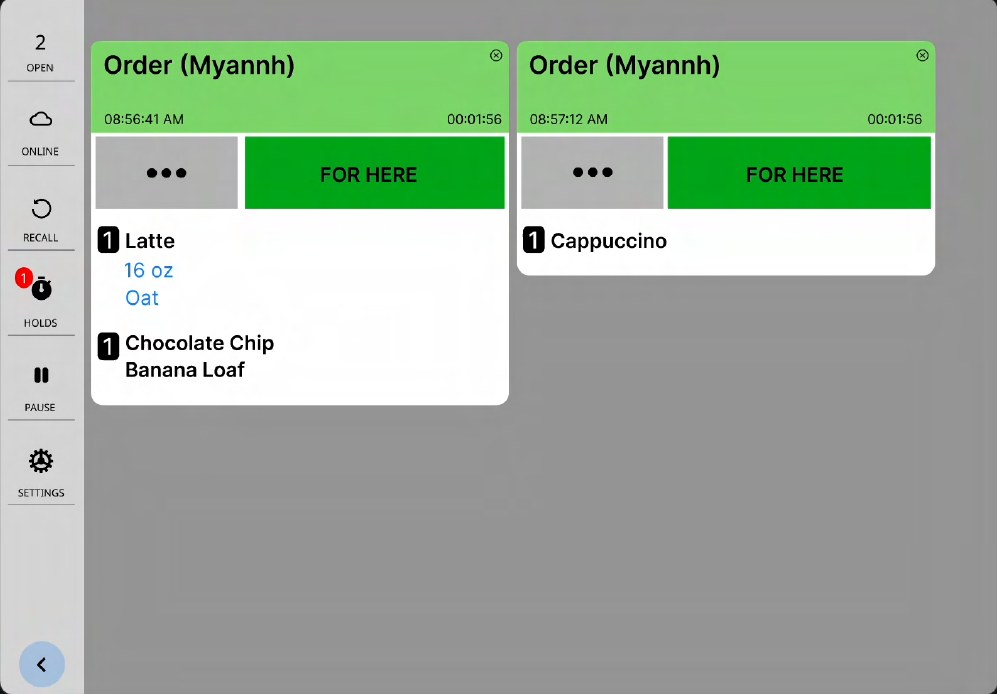 2
OPEN
ONLINE
RECALL
1
HOLDS
PAUSE
SETTINGS
Order (Myannh)
08:56:41 AM 00:01:56
••• FOR HERE
1 Latte
16 oz
Oat
1 Chocolate Chip
Banana Loaf
Order (Myannh)
08:57:12 AM 00:01:56
••• FOR HERE
1 Cappuccino